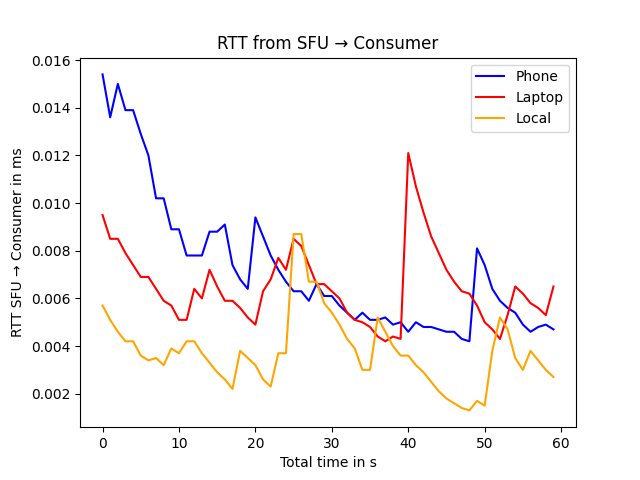 RTT from SFU → Consumer
Phone
Laptop
Local
RTT SFU → Consumer in ms
0.016
0.014
0.012
0.010
0.008
0.006
0.004
0.002
0 10 20 30 40 50 60
Total time in s